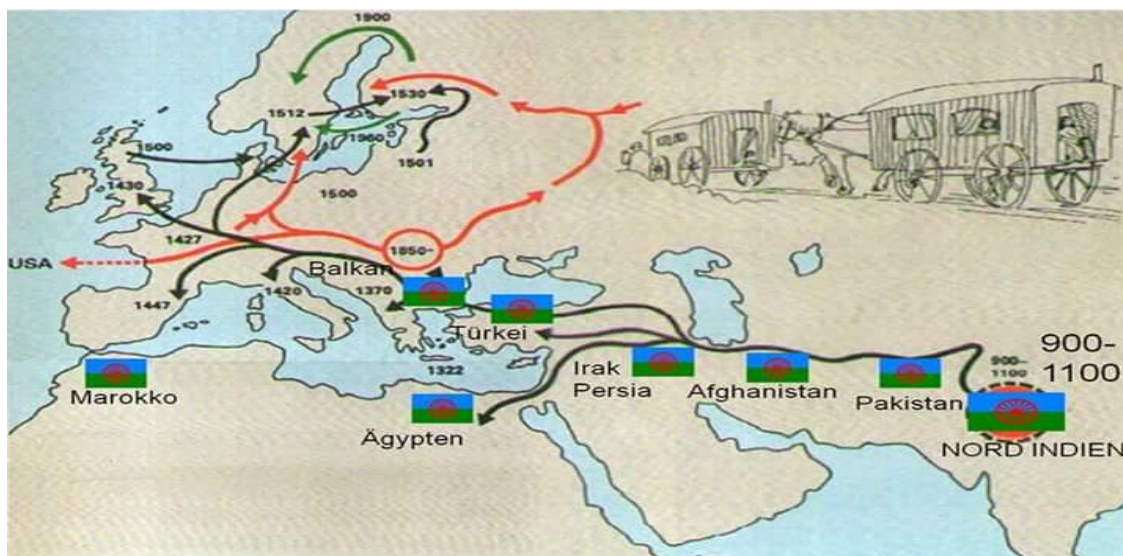 1900
1530
1512
1960
1500
1501
1430
1500
1427
1850-
USA
Balkan
1447
1420
1370
Türkei
1322
Marokko
Ägypten
Irak
Persia
Afghanistan
Pakistan
900-
1100
900-
1100
NORD INDIEN